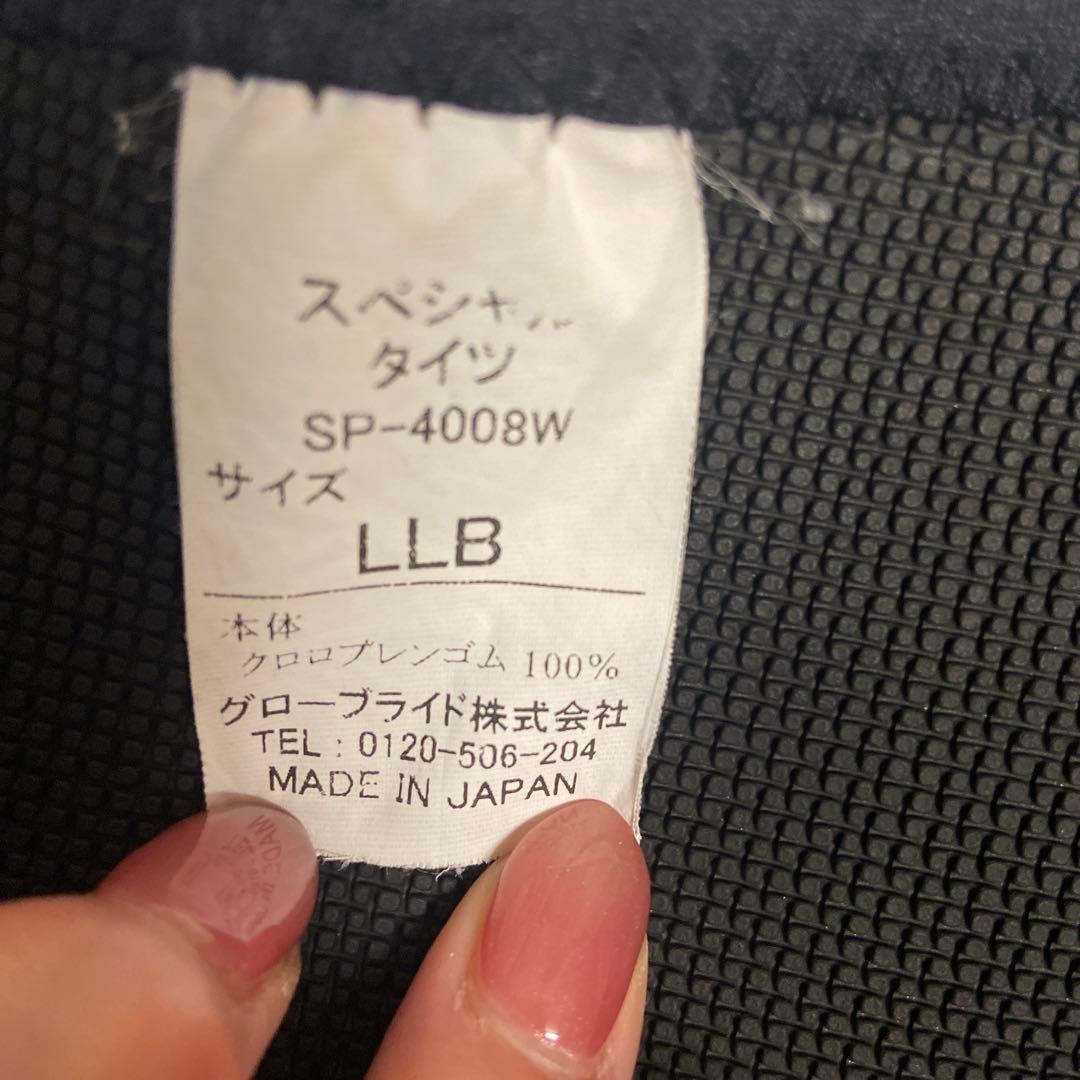 スペシャル
タイツ
SP-4008W
サイズ
LLB
本体
クロロプレンゴム 100%
グローブライド株式会社
TEL : 0120-506-204
MADE IN JAPAN